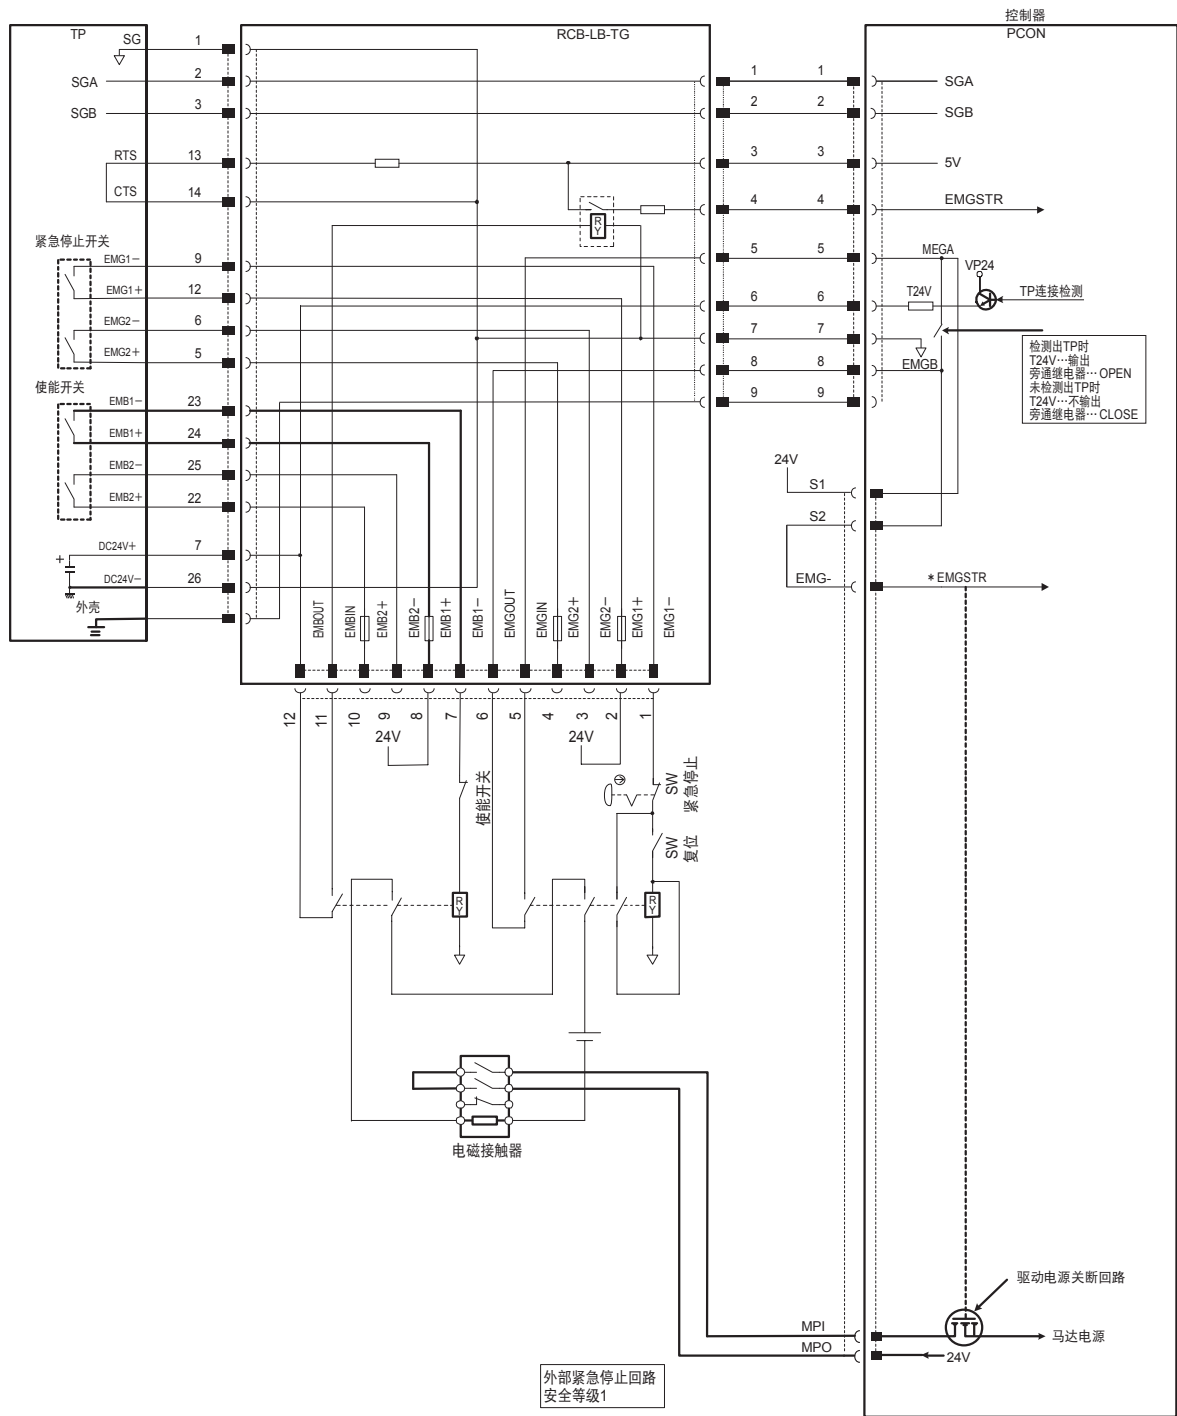 控制器
TP
RCB-LB-TG
PCON
SG
1
SGA
2
1
1
SGA
SGB
3
2
2
SGB
RTS
13
3
3
5V
CTS
14
4
4
EMGSTR
R
Y
紧急停止开关
EMG1−
9
5
5
MEGA
VP24
EMG1+
12
6
6
T24V
TP连接检测
EMG2−
6
7
7
EMG2+
5
8
8
EMGB
检测出TP时
T24V…输出
旁通继电器…OPEN
未检测出TP时
T24V…不输出
旁通继电器…CLOSE
使能开关
EMB1−
23
9
9
EMB1+
24
EMB2−
25
24V
EMB2+
22
S1
S2
DC24V+
7
+
DC24V−
26
EMG-
*EMGSTR
外壳
EMBOUT
EMBIN
EMB2+
EMB2−
EMB1+
EMB1−
EMGOUT
EMGIN
EMG2+
EMG2−
EMG1+
EMG1−
12
11
10
9
8
7
6
5
4
3
2
1
24V
24V
使能开关
SW
紧急停止
SW
复位
R
Y
R
Y
电磁接触器
驱动电源关断回路
MPI
马达电源
MPO
24V
外部紧急停止回路
安全等级1